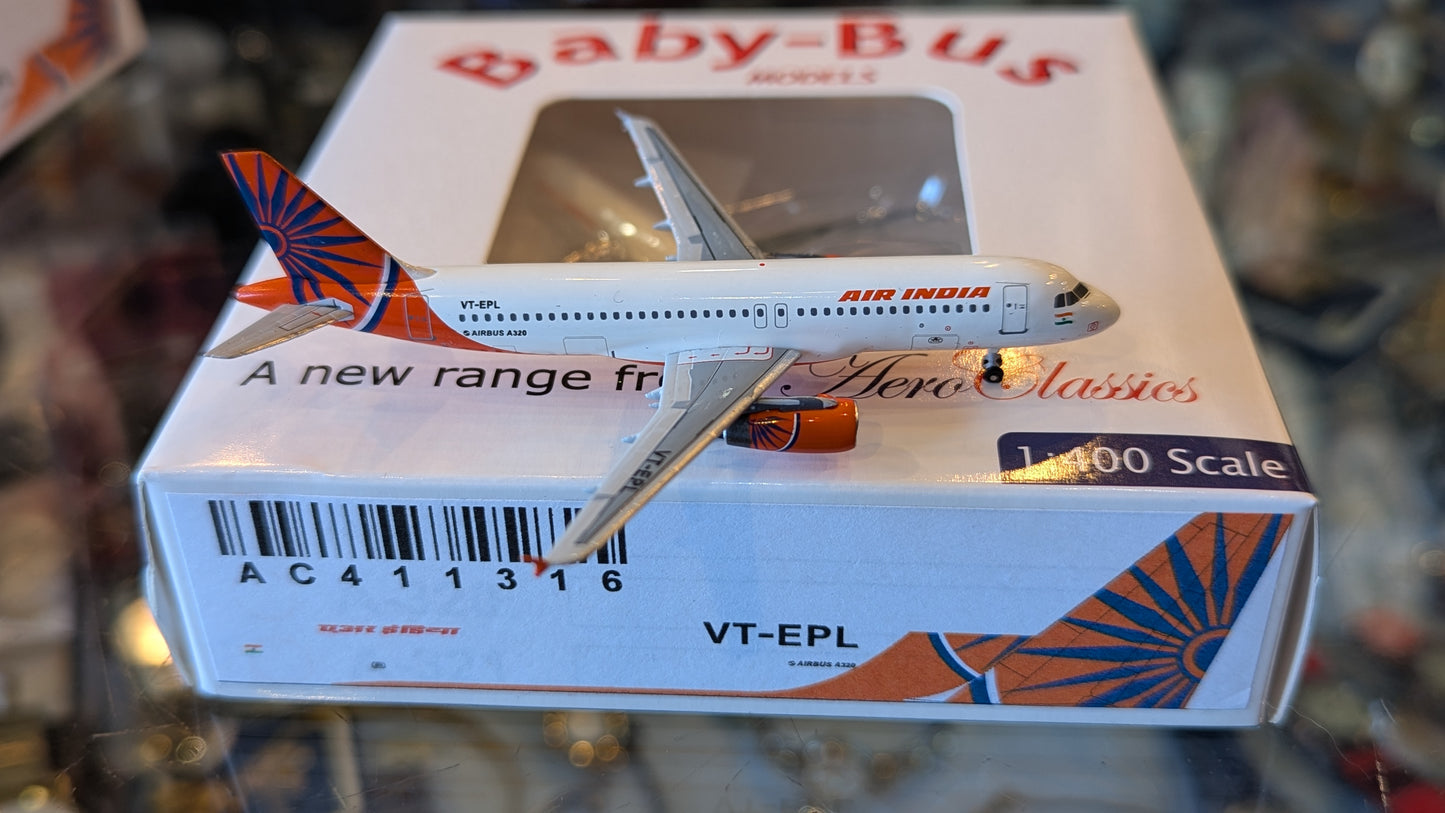 Baby-Bus
MODELS
VT-EPL
AIR INDIA
AIRBUS A320
A new range fr
AeroClassics
VT-EPL
1:400 Scale
AC411316
एअर इंडिया
VT-EPL
AIRBUS A320